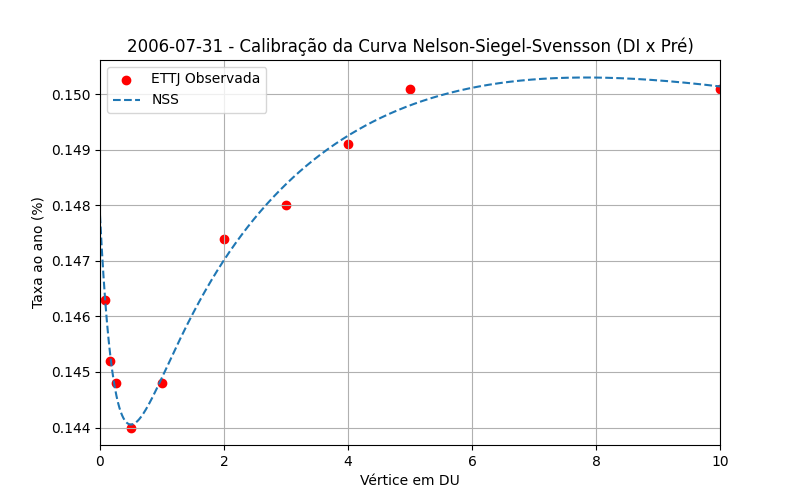 2006-07-31 - Calibração da Curva Nelson-Siegel-Svensson (DI x Pré)
ETTJ Observada
NSS
Taxa ao ano (%)
0.150
0.149
0.148
0.147
0.146
0.145
0.144
0 2 4 6 8 10
Vértice em DU